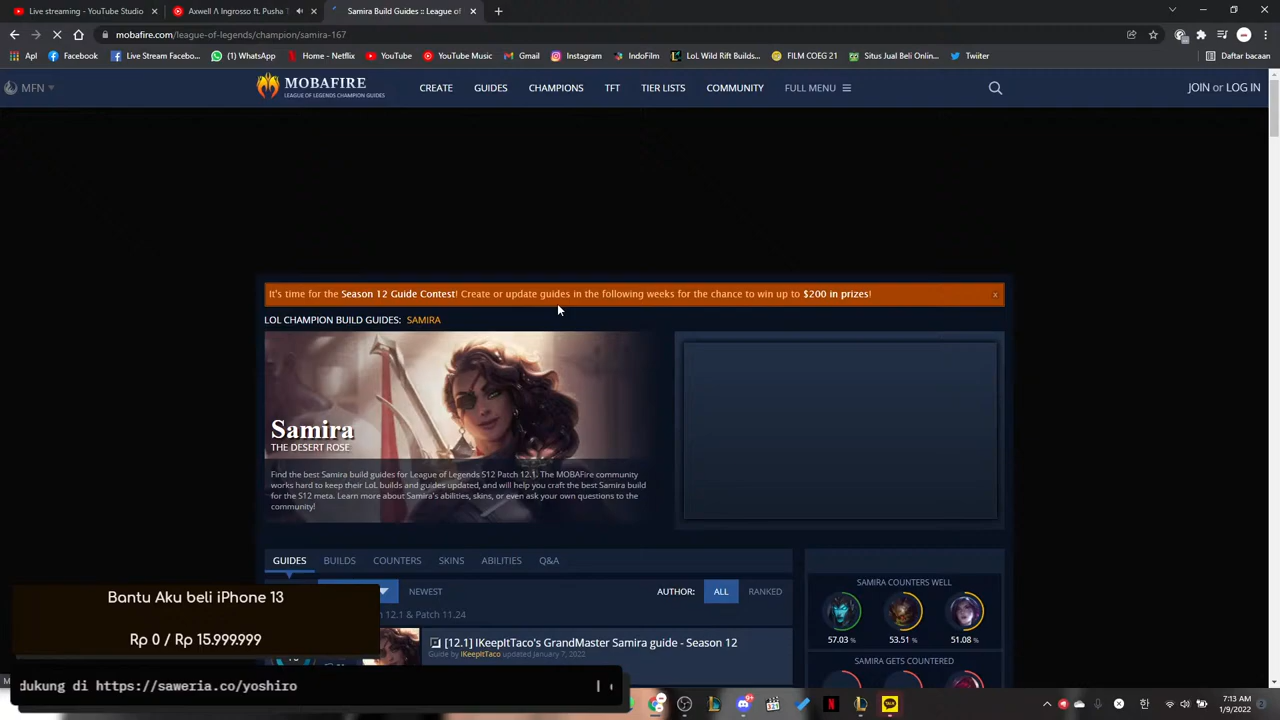 Live streaming - YouTube Studio
Axwell Λ Ingrosso ft. Pusha T
Samira Build Guides :: League of
mobafire.com/league-of-legends/champion/samira-167
Apl
Facebook
Live Stream Faceboo...
(1) WhatsApp
Home - Netflix
YouTube
YouTube Music
Gmail
Instagram
IndoFilm
LoL Wild Rift Builds...
FILM COEG 21
Situs Jual Beli Onlin...
Twiter
Daftar bacaan
MFN
MOBAFIRE
LEAGUE OF LEGENDS CHAMPION GUIDES
CREATE
GUIDES
CHAMPIONS
TFT
TIER LISTS
COMMUNITY
FULL MENU
JOIN or LOG IN
It's time for the Season 12 Guide Contest! Create or update guides in the following weeks for the chance to win up to $200 in prizes!
x
LOL CHAMPION BUILD GUIDES: SAMIRA
Samira
THE DESERT ROSE
Find the best Samira build guides for League of Legends S12 Patch 12.1. The MOBAFire community
works hard to keep their LoL builds and guides updated, and will help you craft the best Samira build
for the S12 meta. Learn more about Samira's abilities, skins, or even ask your own questions to the
community!
GUIDES
BUILDS
COUNTERS
SKINS
ABILITIES
Q&A
NEWEST
AUTHOR:
ALL
RANKED
12.1 & Patch 11.24
[12.1] IKeepItTaco's GrandMaster Samira guide - Season 12
Guide by IKeepItTaco updated January 7, 2022
SAMIRA COUNTERS WELL
57.03 %
53.51 %
51.08 %
SAMIRA GETS COUNTERED
Bantu Aku beli iPhone 13
Rp 0 / Rp 15.999.999
dukung di https://saweria.co/yoshiro
TALK
7:13 AM
1/9/2022